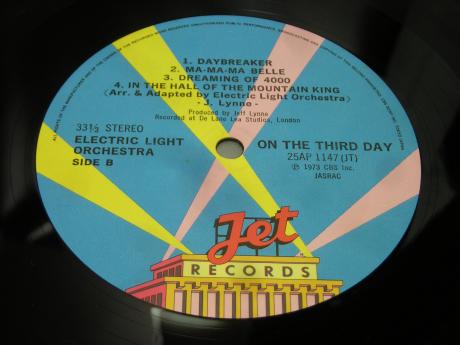 1. DAYBREAKER
2. MA-MA-MA BELLE
3. DREAMING OF 4000
4. IN THE HALL OF THE MOUNTAIN KING
(Arr. & Adapted by Electric Light Orchestra)
- J. Lynne -
Produced by Jeff Lynne
Recorded at De Lane Lea Studios, London
33⅓ STEREO
ELECTRIC LIGHT
ORCHESTRA
SIDE B
ON THE THIRD DAY
25AP 1147 (JT)
Ⓟ 1973 CBS Inc.
JASRAC
Jet
RECORDS